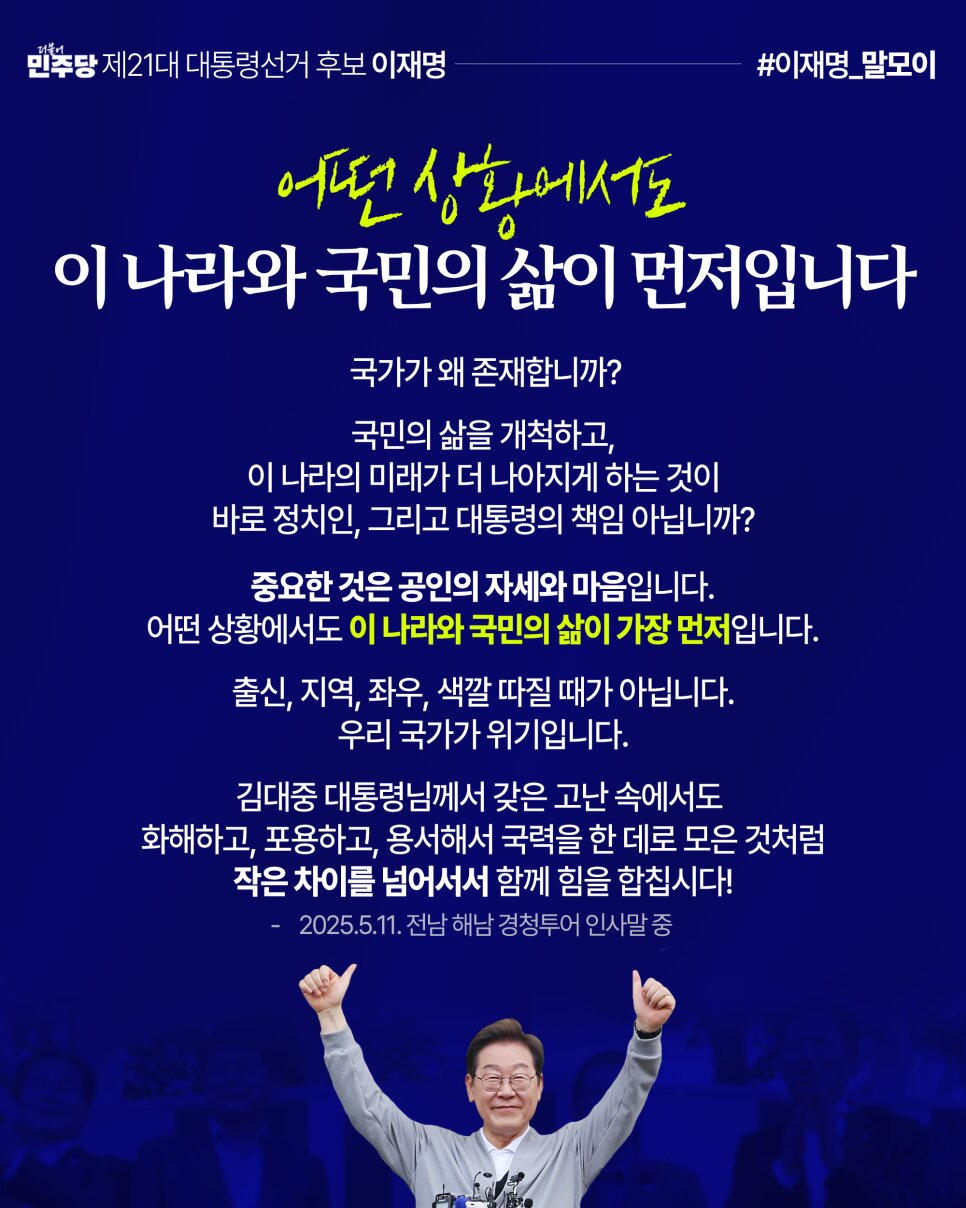 더불어
민주당 제21대 대통령선거 후보 이재명
#이재명_말모이
어떤 상황에서도
이 나라와 국민의 삶이 먼저입니다
국가가 왜 존재합니까?
국민의 삶을 개척하고,
이 나라의 미래가 더 나아지게 하는 것이
바로 정치인, 그리고 대통령의 책임 아닙니까?
중요한 것은 공인의 자세와 마음입니다.
어떤 상황에서도 이 나라와 국민의 삶이 가장 먼저입니다.
출신, 지역, 좌우, 색깔 따질 때가 아닙니다.
우리 국가가 위기입니다.
김대중 대통령님께서 갖은 고난 속에서도
화해하고, 포용하고, 용서해서 국력을 한 데로 모은 것처럼
작은 차이를 넘어서서 함께 힘을 합칩시다!
- 2025.5.11. 전남 해남 경청투어 인사말 중